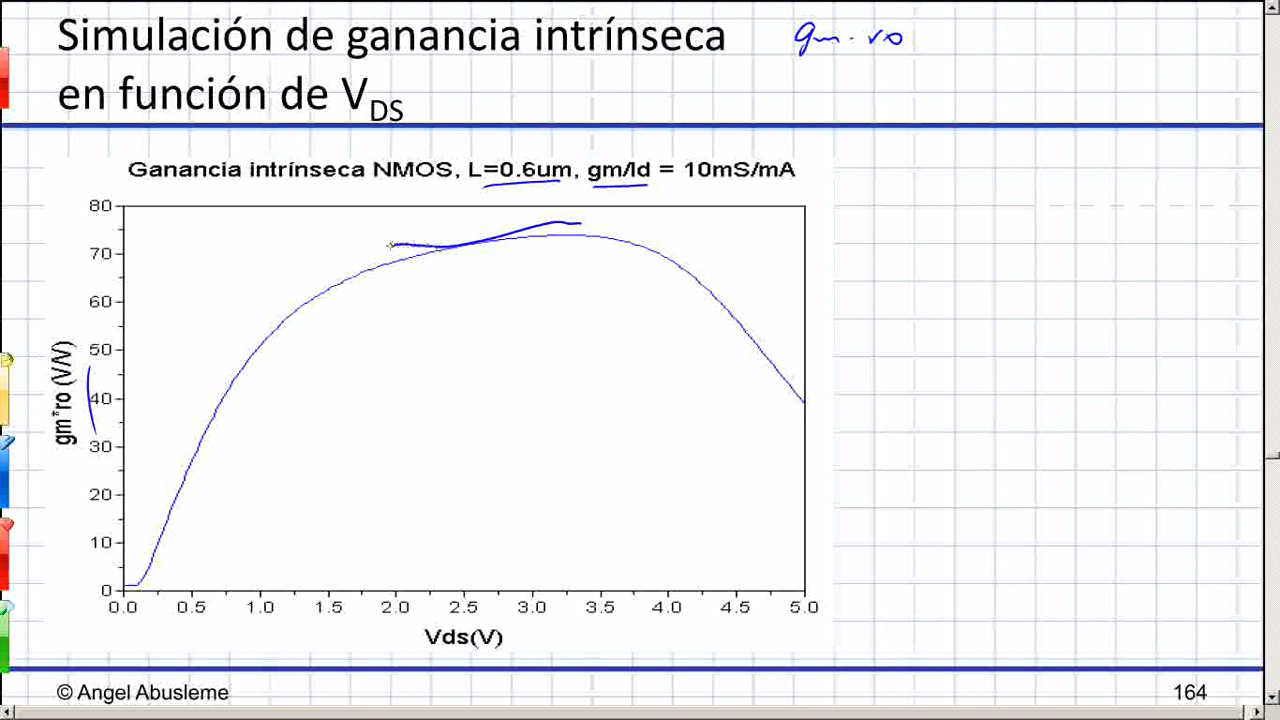 Simulación de ganancia intrínseca
gm·ro
en función de VDS
Ganancia intrínseca NMOS, L=0.6um, gm/Id = 10mS/mA
80
70
60
50
40
30
20
10
0
gm*ro (V/V)
0.0 0.5 1.0 1.5 2.0 2.5 3.0 3.5 4.0 4.5 5.0
Vds(V)
© Angel Abusleme
164